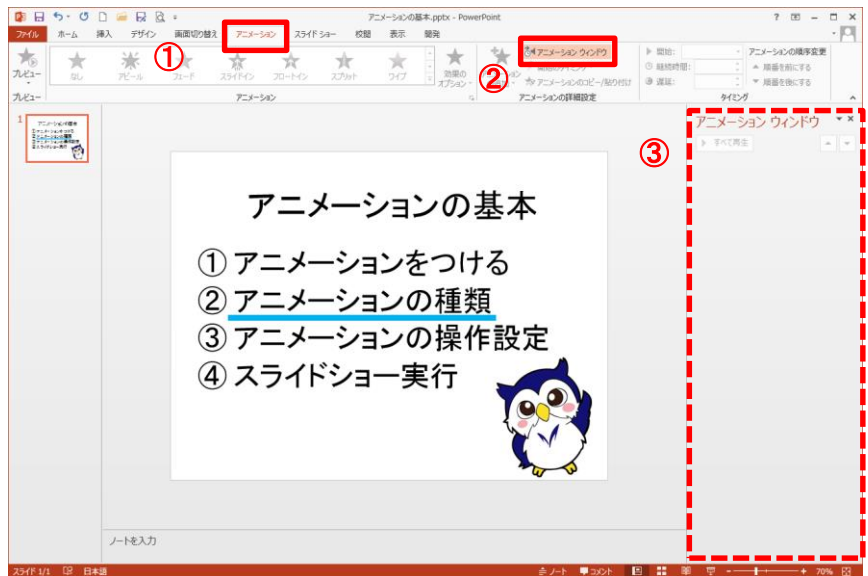 アニメーションの基本.pptx - PowerPoint
ファイル ホーム 挿入 デザイン 画面切り替え アニメーション スライド ショー 校閲 表示 開発
①
プレビュー
なし アピール フェード スライドイン フロートイン スプリット ワイプ
効果のオプション
②
アニメーション ウィンドウ
アニメーションのコピー/貼り付け
開始:
継続時間:
遅延:
アニメーションの順序変更
順番を前にする
順番を後にする
プレビュー アニメーション アニメーションの詳細設定 タイミング
1
アニメーション ウィンドウ
すべて再生
③
アニメーションの基本
① アニメーションをつける
② アニメーションの種類
③ アニメーションの操作設定
④ スライドショー実行
ノートを入力
スライド 1/1 日本語 ノート コメント 70%